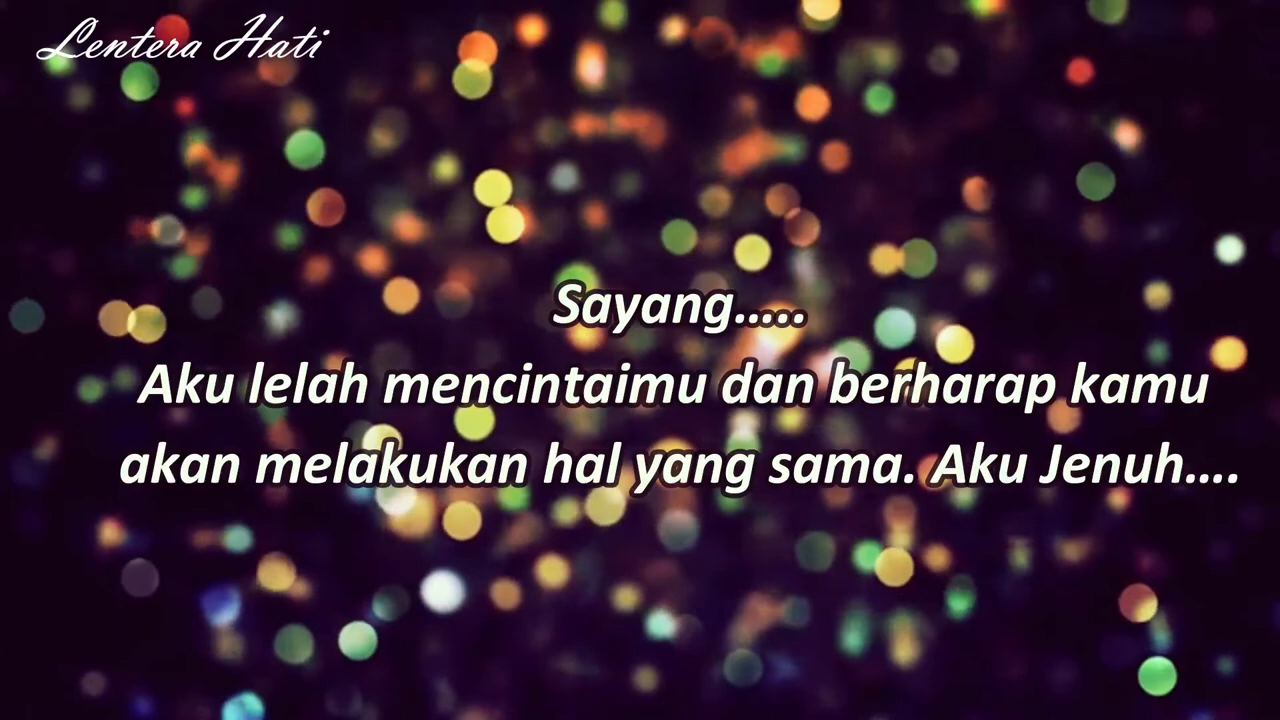 Lentera Hati
Sayang.....
Aku lelah mencintaimu dan berharap kamu
akan melakukan hal yang sama. Aku Jenuh....